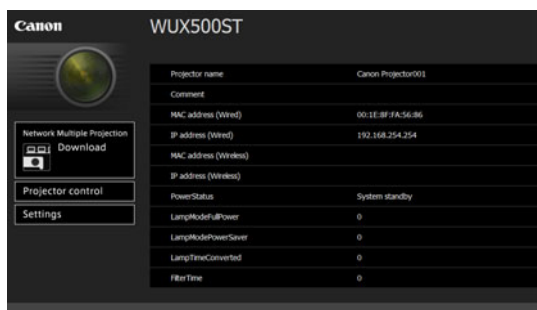 Canon
WUX500ST
Network Multiple Projection
Download
Projector control
Settings
Projector name Canon Projector001
Comment
MAC address (Wired) 00:1E:8F:FA:56:86
IP address (Wired) 192.168.254.254
MAC address (Wireless)
IP address (Wireless)
PowerStatus System standby
LampModeFullPower 0
LampModePowerSaver 0
LampTimeConverted 0
FilterTime 0